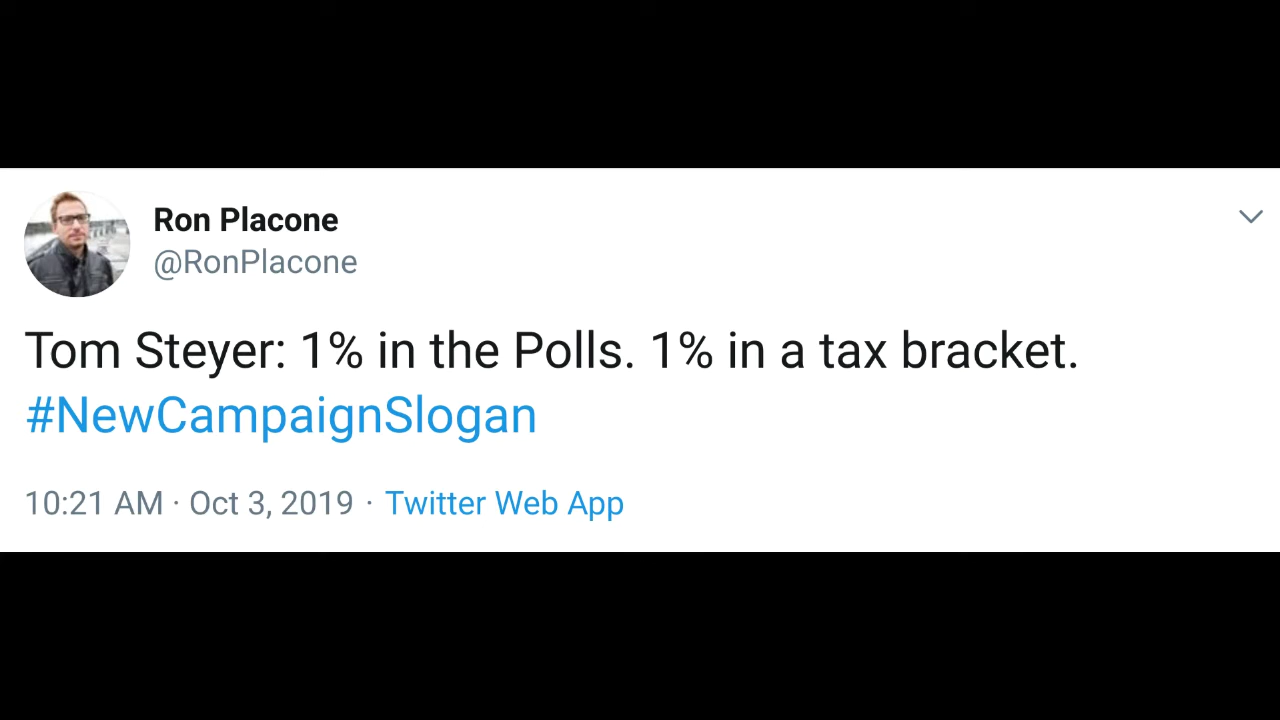 Ron Placone
@RonPlacone
Tom Steyer: 1% in the Polls. 1% in a tax bracket.
#NewCampaignSlogan
10:21 AM · Oct 3, 2019 · Twitter Web App